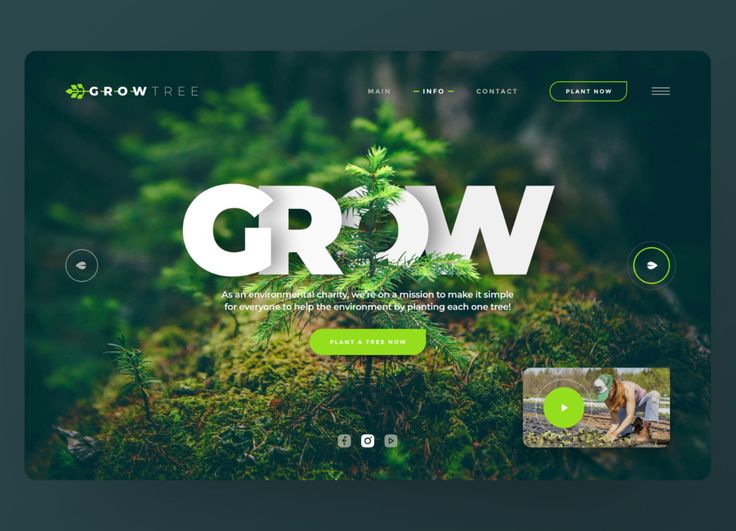 GROWTREE
MAIN
INFO
CONTACT
PLANT NOW
GROW
As an environmental charity, we're on a mission to make it simple
for everyone to help the environment by planting each one tree!
PLANT A TREE NOW